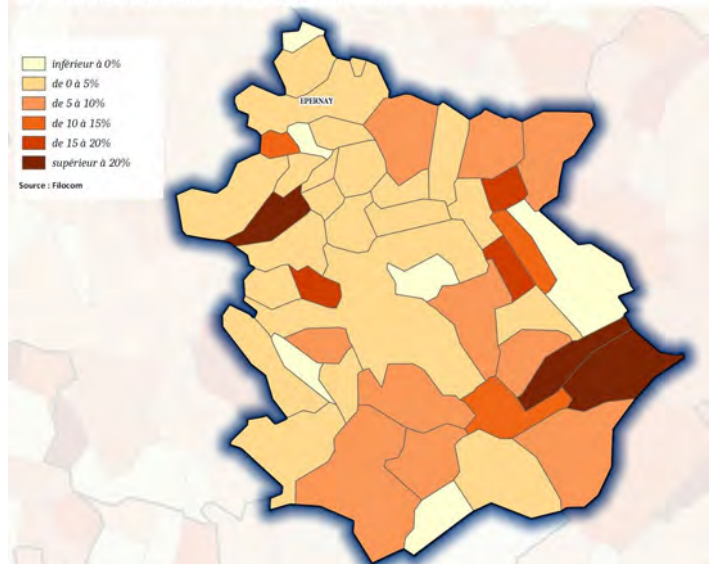 inférieur à 0%
de 0 à 5%
de 5 à 10%
de 10 à 15%
de 15 à 20%
supérieur à 20%
Source : Filocom
EPERNAY